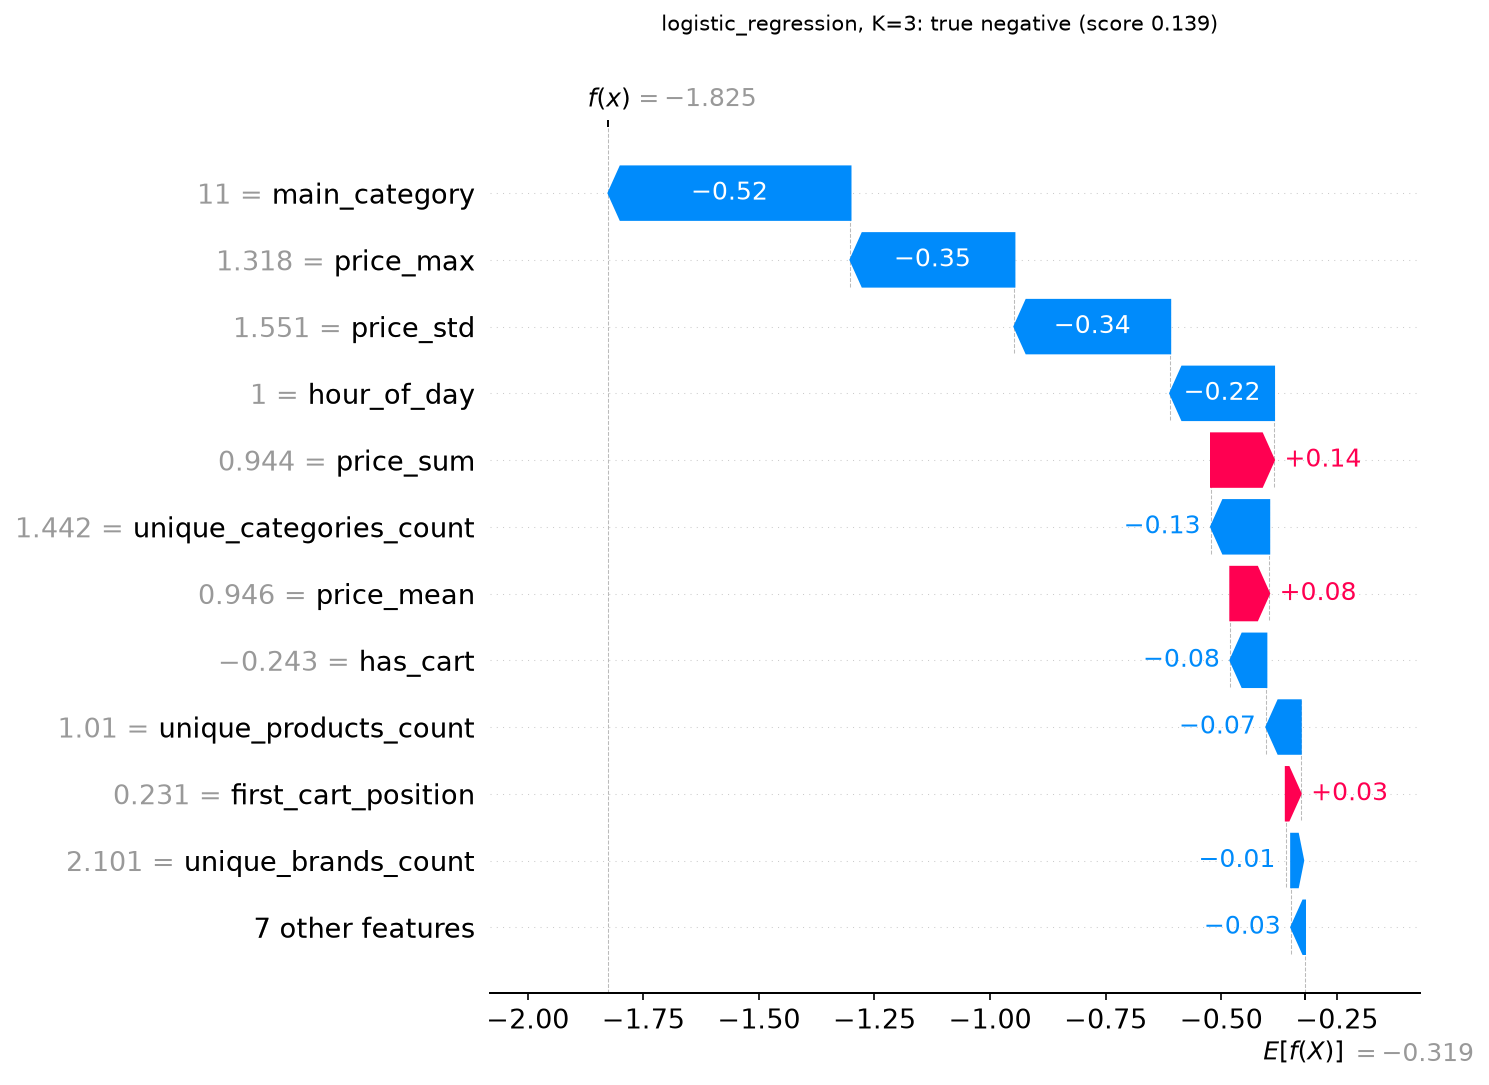 logistic_regression, K=3: true negative (score 0.139)
f(x) = −1.825
11 = main_category −0.52
1.318 = price_max −0.35
1.551 = price_std −0.34
1 = hour_of_day −0.22
0.944 = price_sum +0.14
1.442 = unique_categories_count −0.13
0.946 = price_mean +0.08
−0.243 = has_cart −0.08
1.01 = unique_products_count −0.07
0.231 = first_cart_position +0.03
2.101 = unique_brands_count −0.01
7 other features −0.03
−2.00 −1.75 −1.50 −1.25 −1.00 −0.75 −0.50 −0.25
E[f(X)] = −0.319